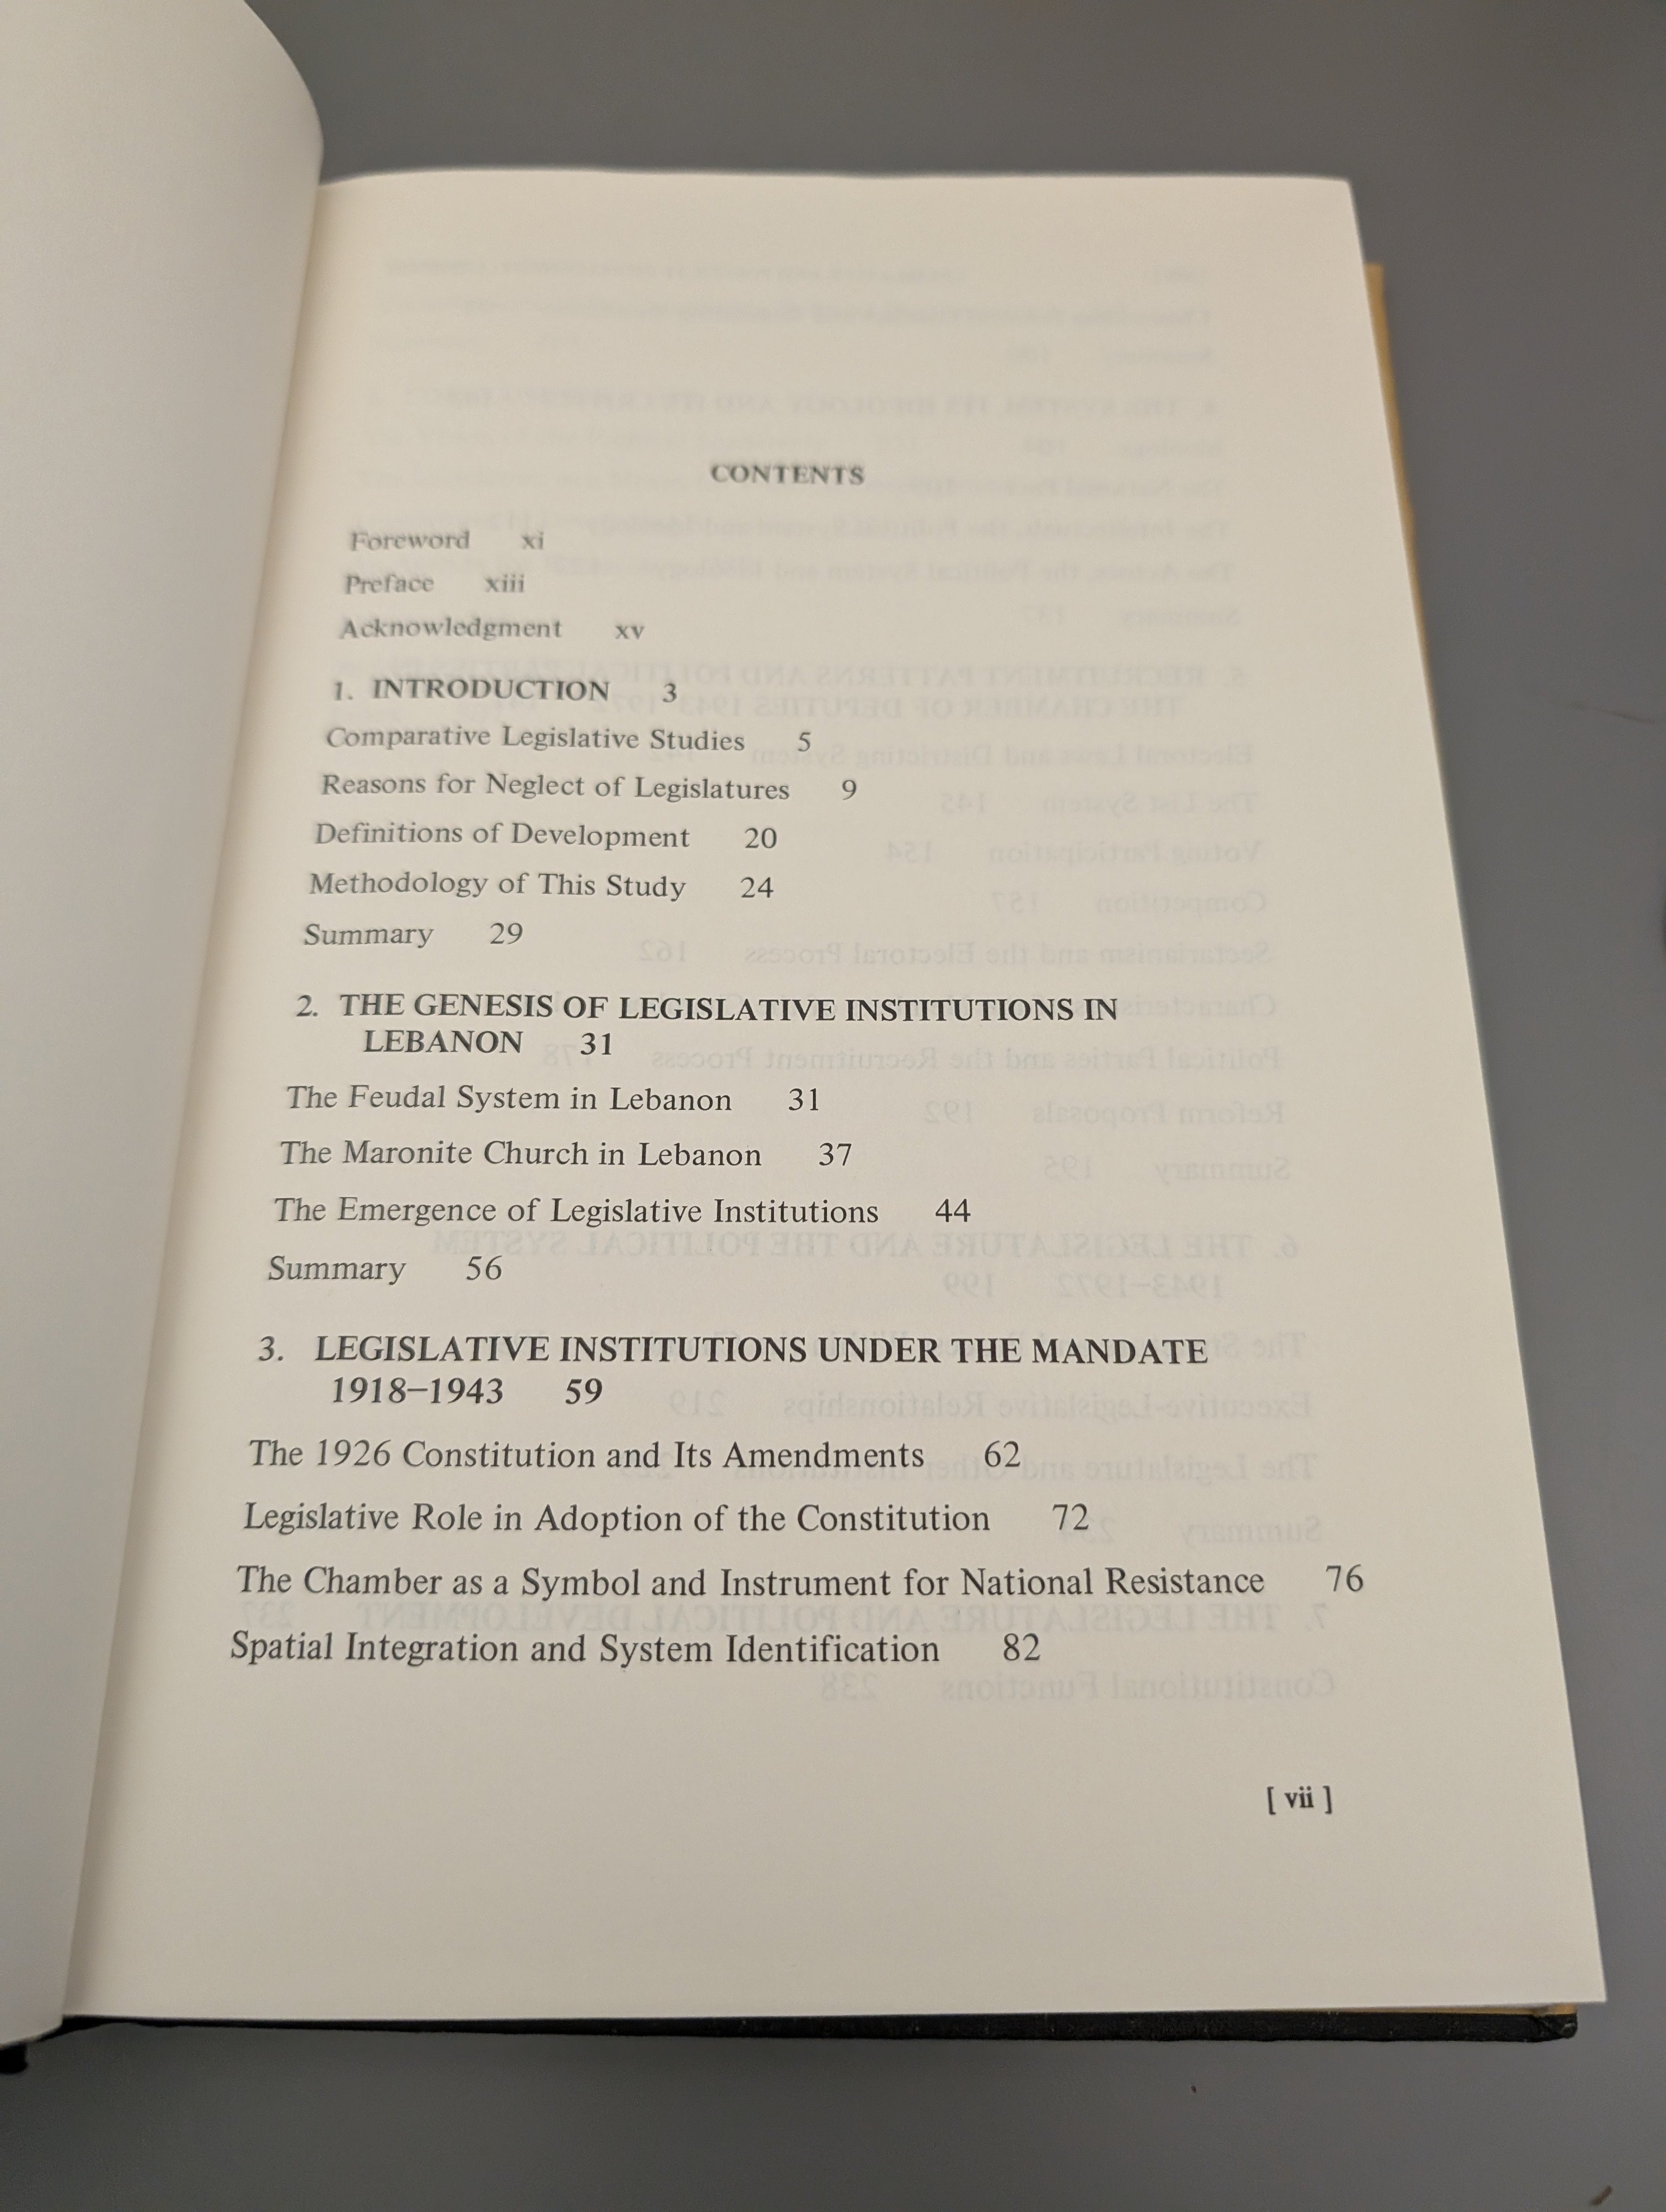 CONTENTS
Foreword xi
Preface xiii
Acknowledgment xv
1. INTRODUCTION 3
Comparative Legislative Studies 5
Reasons for Neglect of Legislatures 9
Definitions of Development 20
Methodology of This Study 24
Summary 29
2. THE GENESIS OF LEGISLATIVE INSTITUTIONS IN
LEBANON 31
The Feudal System in Lebanon 31
The Maronite Church in Lebanon 37
The Emergence of Legislative Institutions 44
Summary 56
3. LEGISLATIVE INSTITUTIONS UNDER THE MANDATE
1918–1943 59
The 1926 Constitution and Its Amendments 62
Legislative Role in Adoption of the Constitution 72
The Chamber as a Symbol and Instrument for National Resistance 76
Spatial Integration and System Identification 82
[ vii ]